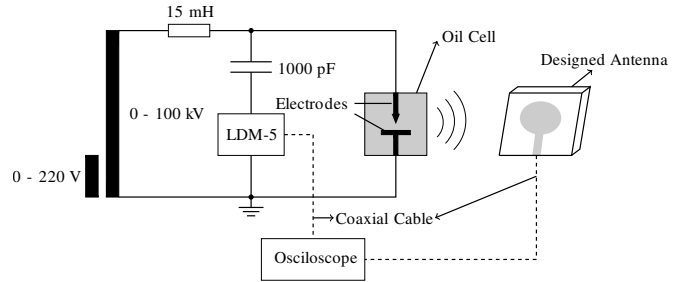 15 mH
Oil Cell
Designed Antenna
1000 pF
0 - 100 kV
Electrodes
LDM-5
0 - 220 V
Coaxial Cable
Osciloscope